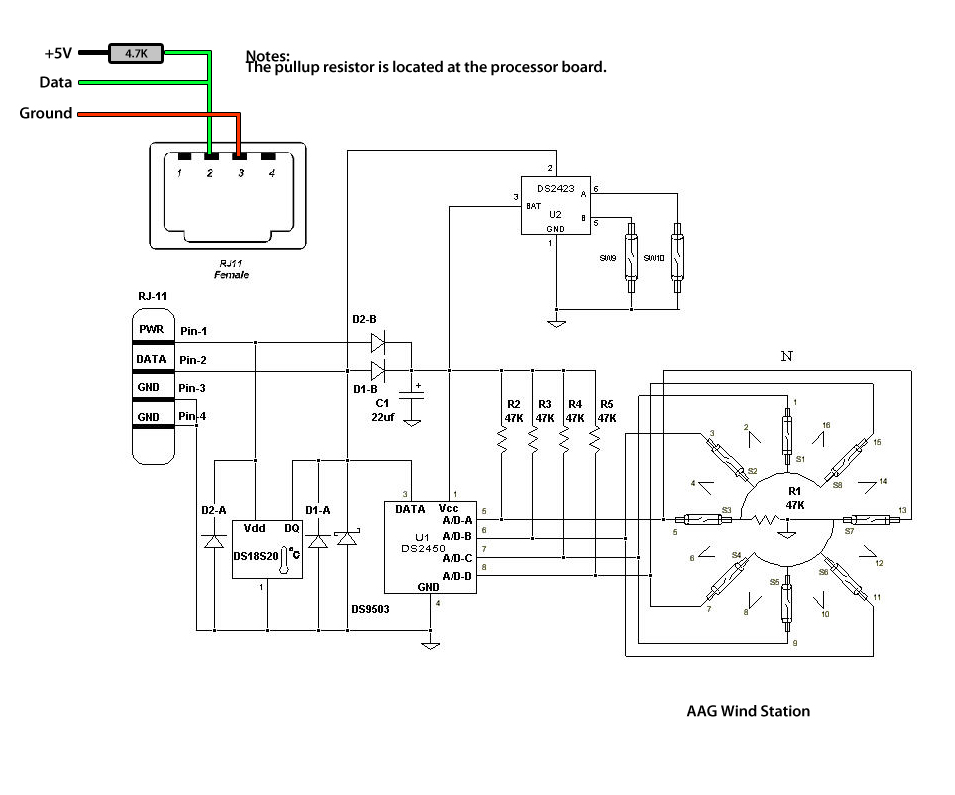 +5V
4.7K
Data
Ground
Notes:
The pullup resistor is located at the processor board.
1 2 3 4
RJ11
Female
2
DS2423
3
BAT
A
6
U2
B
5
GND
1
SW9
SW10
RJ-11
PWR
Pin-1
DATA
Pin-2
GND
Pin-3
GND
Pin-4
D2-B
D1-B
C1
22uf
+
R2
47K
R3
47K
R4
47K
R5
47K
N
1
2
16
3
15
S1
S2
S8
4
14
R1
47K
S3
5
S7
13
6
S4
12
S5
S6
7
8
10
11
9
D2-A
Vdd
DQ
D1-A
DS18S20
°C
1
DS9503
3
1
DATA
Vcc
A/D-A
5
U1
DS2450
A/D-B
6
A/D-C
7
A/D-D
8
GND
4
AAG Wind Station